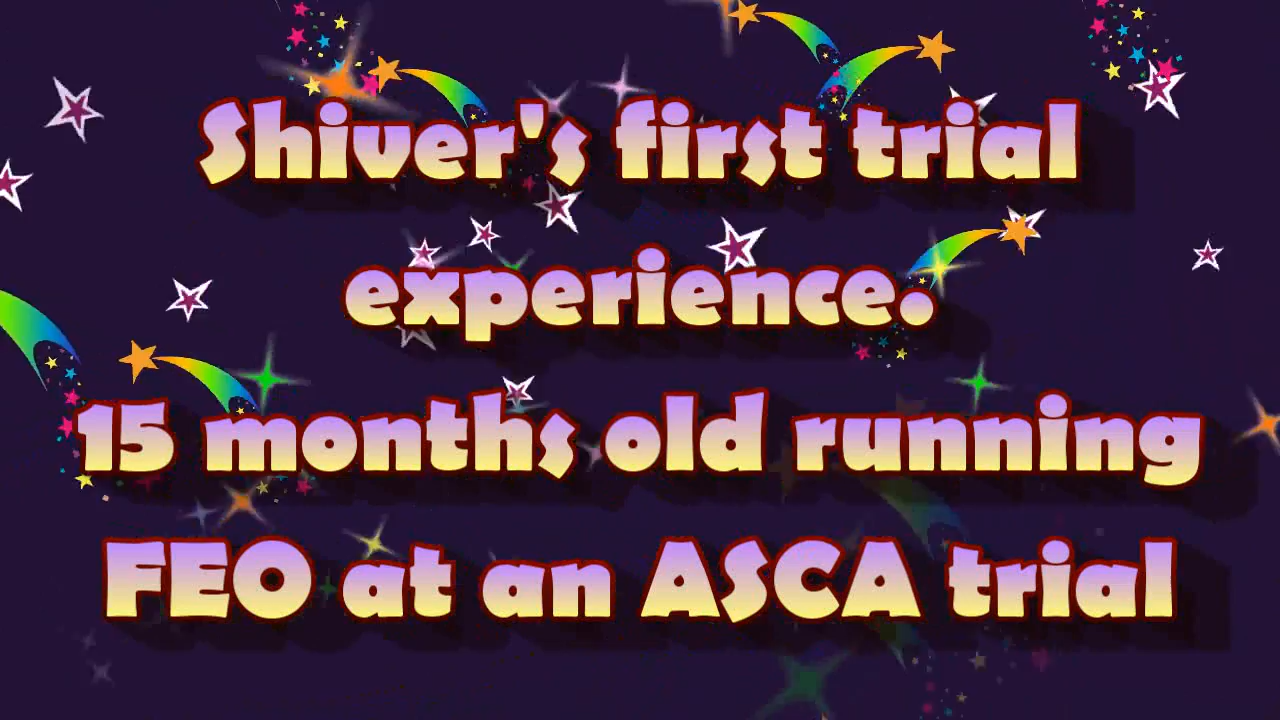 Shiver's first trial
experience.
15 months old running
FEO at an ASCA trial